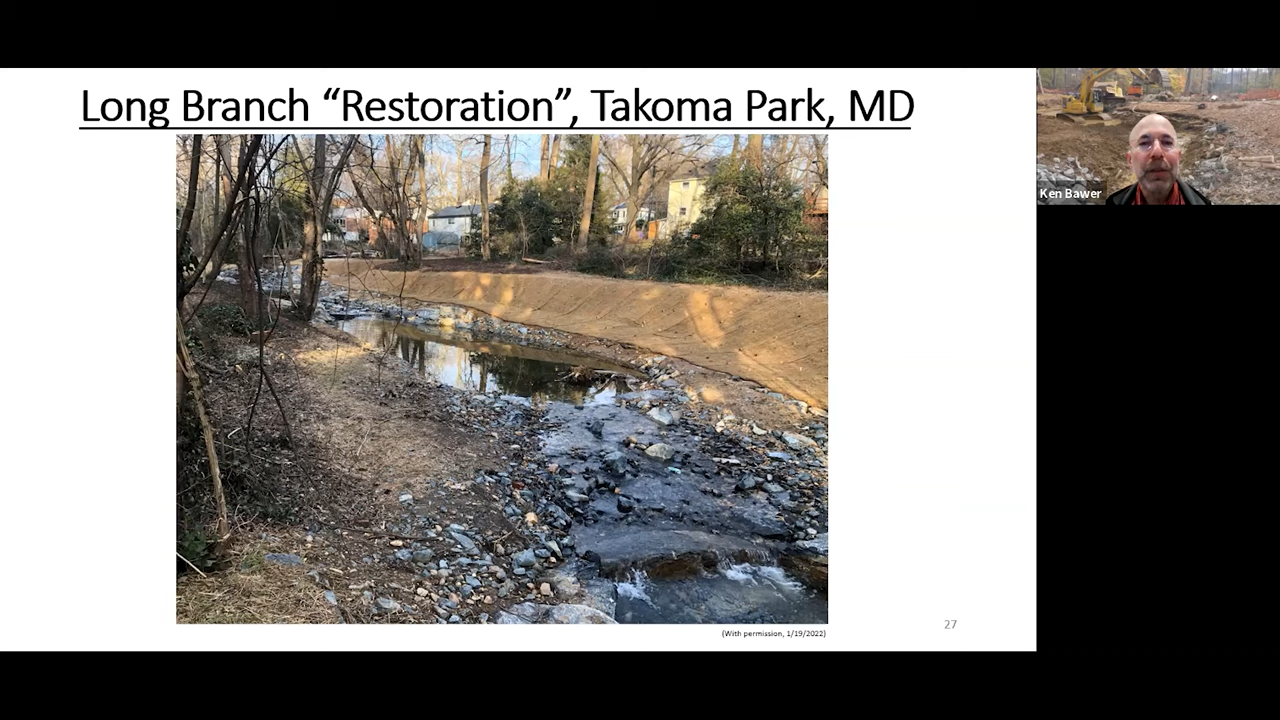 Long Branch “Restoration”, Takoma Park, MD
Ken Bawer
(With permission, 1/19/2022)
27